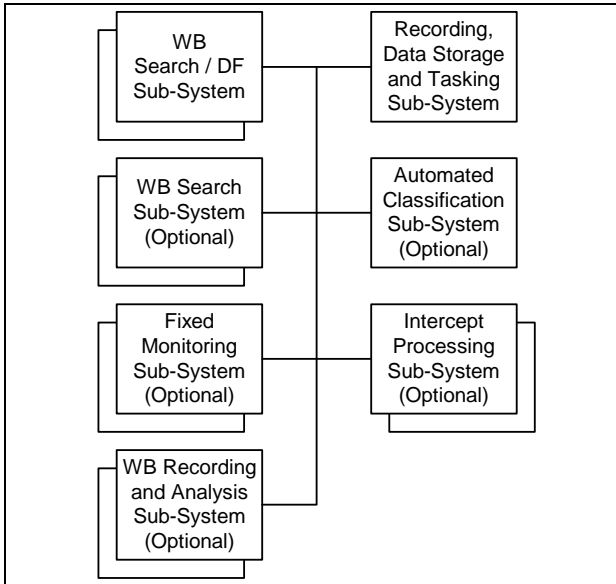 WB
Search / DF
Sub-System
Recording,
Data Storage
and Tasking
Sub-System
WB Search
Sub-System
(Optional)
Automated
Classification
Sub-System
(Optional)
Fixed
Monitoring
Sub-System
(Optional)
Intercept
Processing
Sub-System
(Optional)
WB Recording
and Analysis
Sub-System
(Optional)